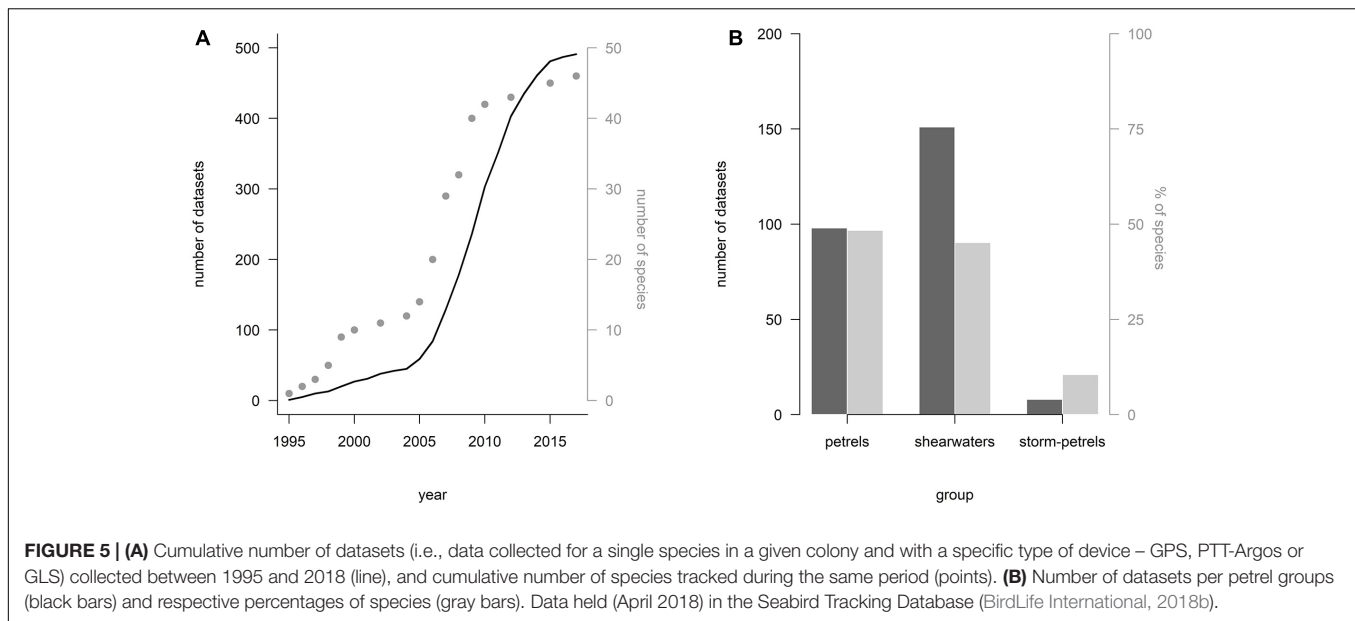 A
500
400
300
200
100
0
number of datasets
50
40
30
20
10
0
number of species
1995
2000
2005
2010
2015
year
B
200
150
100
50
0
number of datasets
100
75
50
25
0
% of species
petrels
shearwaters
storm-petrels
group
FIGURE 5 | (A) Cumulative number of datasets (i.e., data collected for a single species in a given colony and with a specific type of device – GPS, PTT-Argos or
GLS) collected between 1995 and 2018 (line), and cumulative number of species tracked during the same period (points). (B) Number of datasets per petrel groups
(black bars) and respective percentages of species (gray bars). Data held (April 2018) in the Seabird Tracking Database (BirdLife International, 2018b).